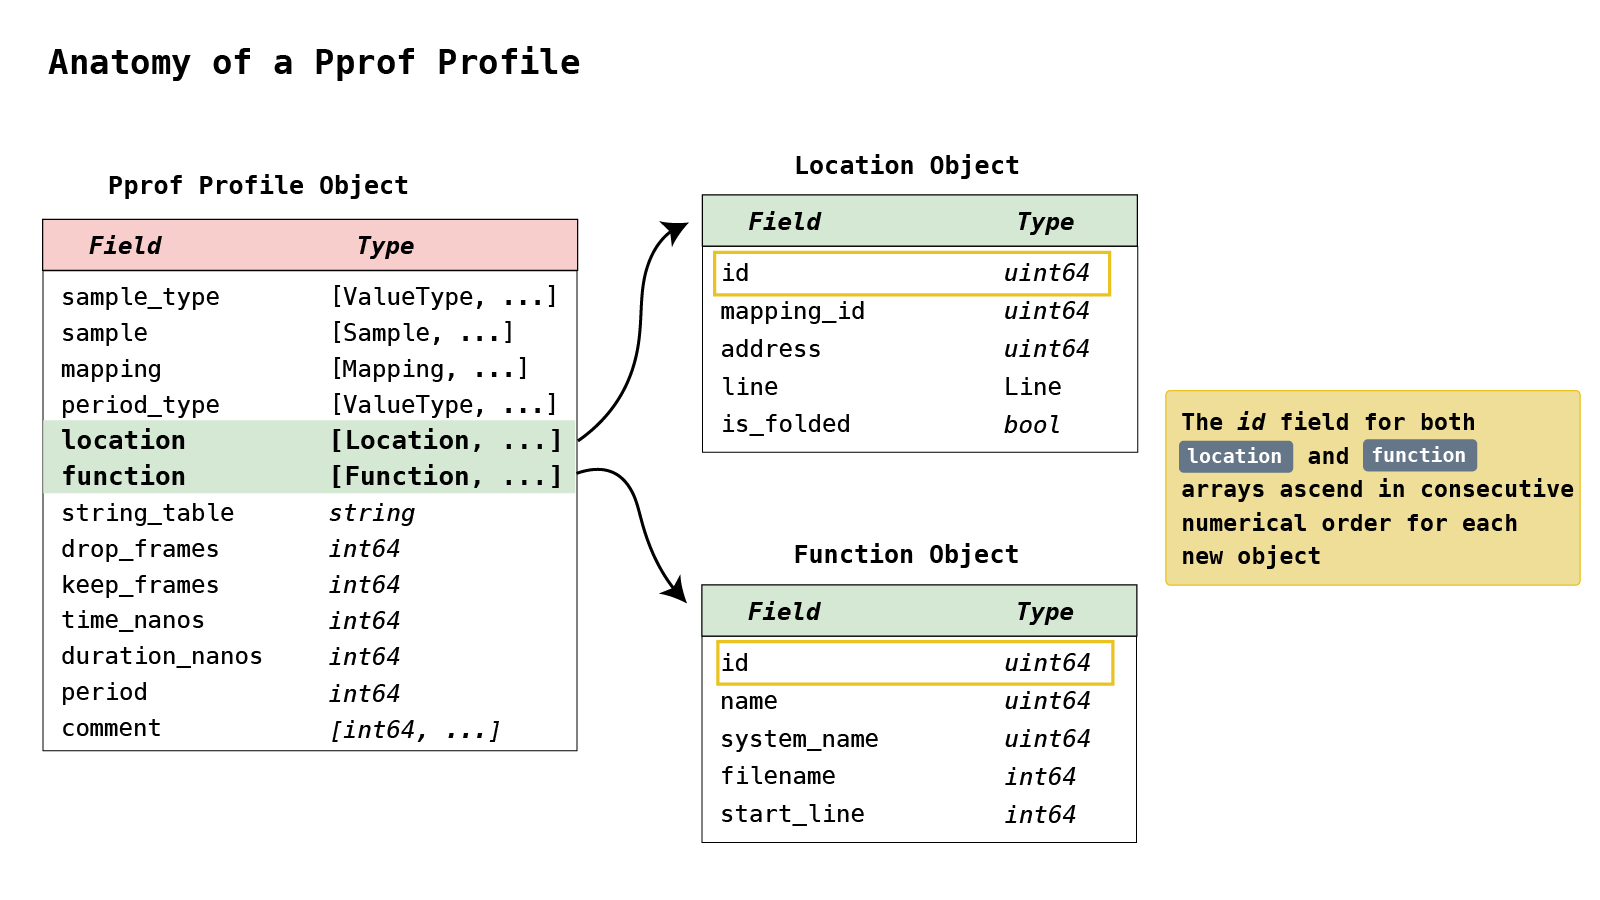 Anatomy of a Pprof Profile
Pprof Profile Object
Field Type
sample_type [ValueType, ...]
sample [Sample, ...]
mapping [Mapping, ...]
period_type [ValueType, ...]
location [Location, ...]
function [Function, ...]
string_table string
drop_frames int64
keep_frames int64
time_nanos int64
duration_nanos int64
period int64
comment [int64, ...]
Location Object
Field Type
id uint64
mapping_id uint64
address uint64
line Line
is_folded bool
Function Object
Field Type
id uint64
name uint64
system_name uint64
filename int64
start_line int64
The id field for both
location and function
arrays ascend in consecutive
numerical order for each
new object